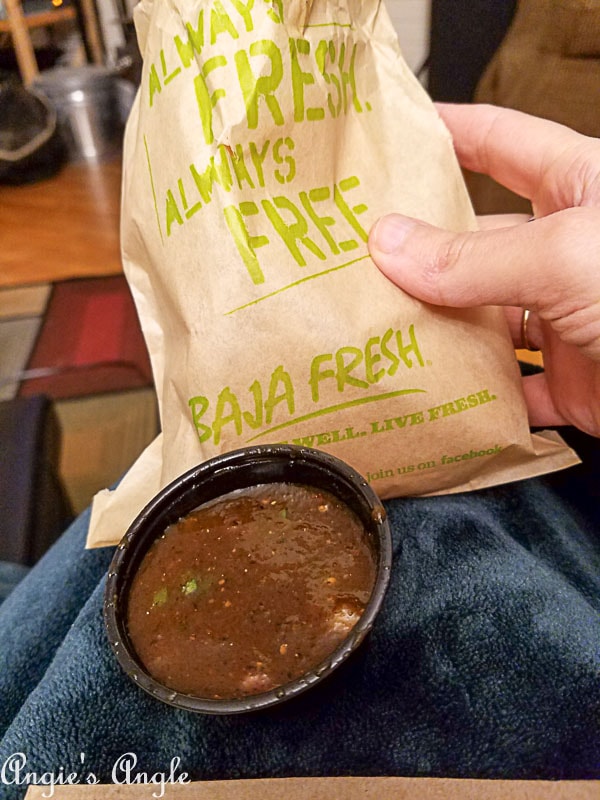 ALWAYS
FRESH.
ALWAYS
FREE
BAJA FRESH®
WELL. LIVE FRESH.
join us on facebook
Angie's Angle